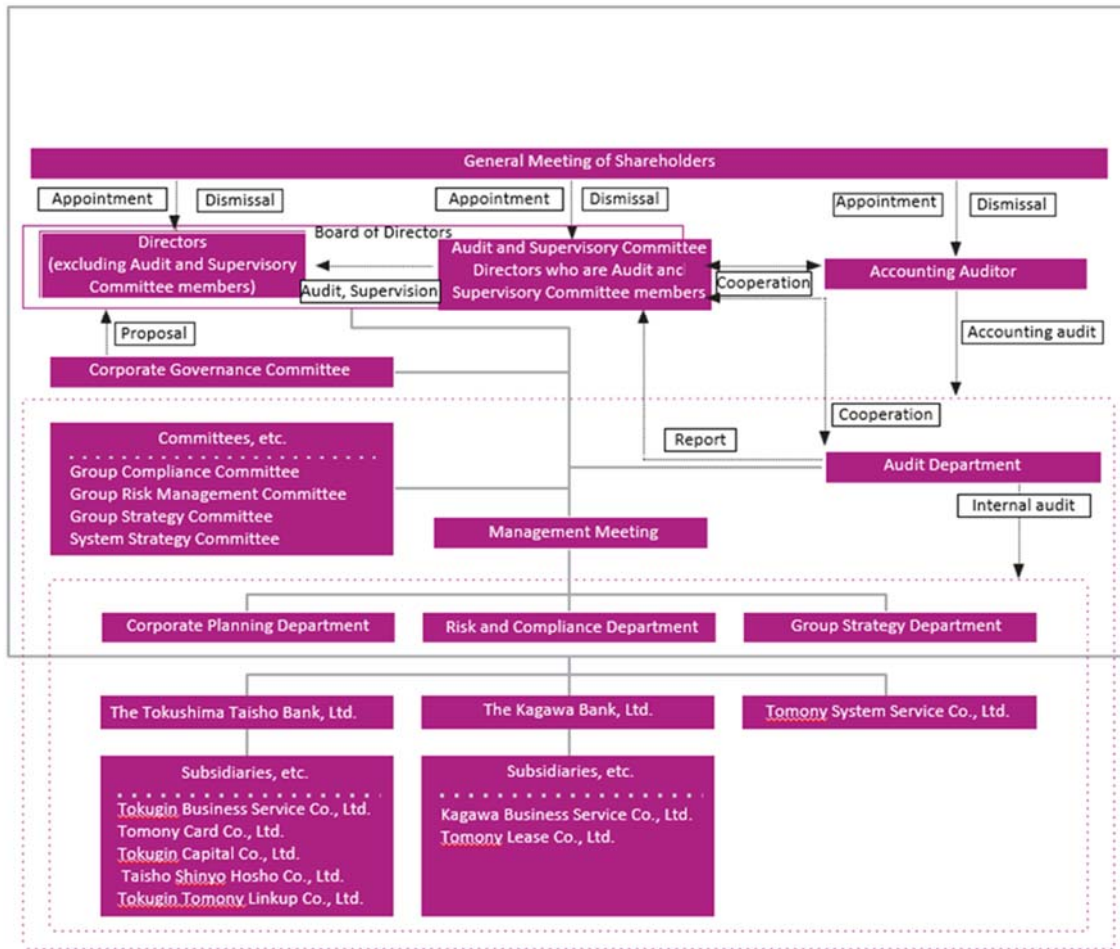 General Meeting of Shareholders
Appointment
Dismissal
Appointment
Dismissal
Appointment
Dismissal
Board of Directors
Directors
(excluding Audit and Supervisory
Committee members)
Audit, Supervision
Audit and Supervisory Committee
Directors who are Audit and
Supervisory Committee members
Cooperation
Accounting Auditor
Proposal
Accounting audit
Corporate Governance Committee
Cooperation
Committees, etc.
Group Compliance Committee
Group Risk Management Committee
Group Strategy Committee
System Strategy Committee
Report
Audit Department
Internal audit
Management Meeting
Corporate Planning Department
Risk and Compliance Department
Group Strategy Department
The Tokushima Taisho Bank, Ltd.
The Kagawa Bank, Ltd.
Tomony System Service Co., Ltd.
Subsidiaries, etc.
Tokugin Business Service Co., Ltd.
Tomony Card Co., Ltd.
Tokugin Capital Co., Ltd.
Taisho Shinyo Hosho Co., Ltd.
Tokugin Tomony Linkup Co., Ltd.
Subsidiaries, etc.
Kagawa Business Service Co., Ltd.
Tomony Lease Co., Ltd.